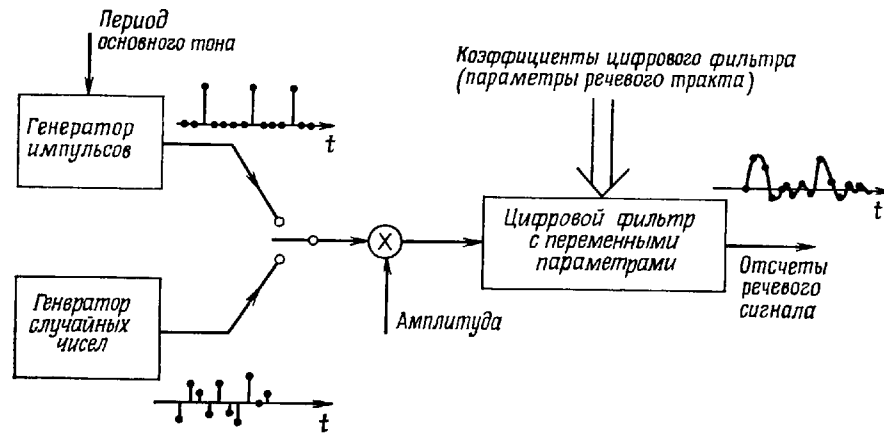 Период
основного тона
Генератор
импульсов
t
Коэффициенты цифрового фильтра
(параметры речевого тракта)
t
X
Цифровой фильтр
с переменными
параметрами
Отсчеты
речевого
сигнала
Амплитуда
Генератор
случайных
чисел
t